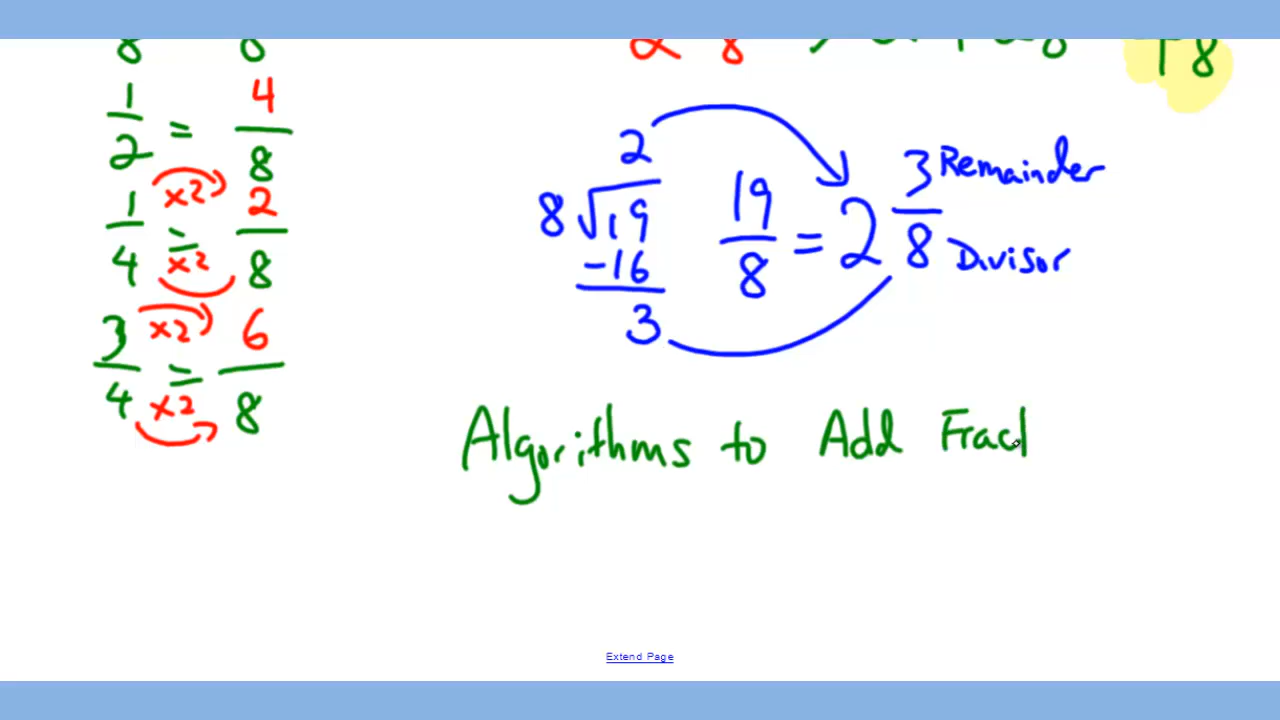 1/2 = 4/8
1/4 ×2 = ×2 2/8
3/4 ×2 = ×2 6/8
2
8√19
-16
3
19/8 = 2 3/8
Remainder
Divisor
Algorithms to Add Frac
Extend Page